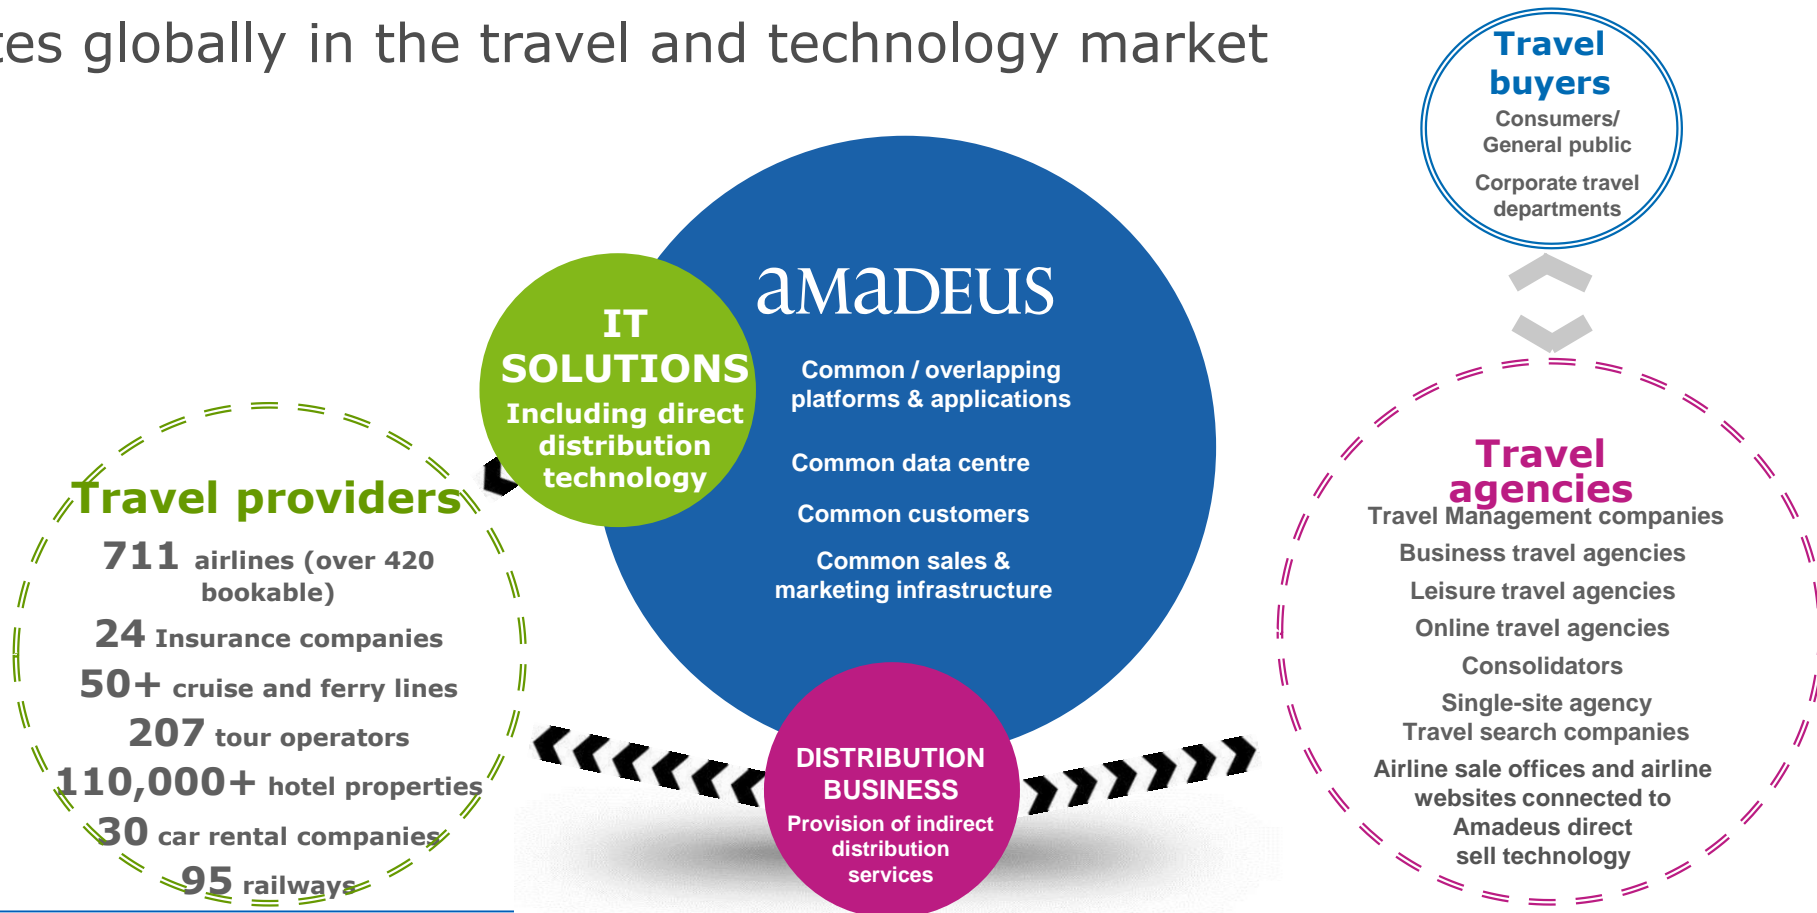 tes globally in the travel and technology market
Travel
buyers
Consumers/
General public
Corporate travel
departments
amadeus
Common / overlapping
platforms & applications
Common data centre
Common customers
Common sales &
marketing infrastructure
IT
SOLUTIONS
Including direct
distribution
technology
Travel providers
711 airlines (over 420
bookable)
24 Insurance companies
50+ cruise and ferry lines
207 tour operators
110,000+ hotel properties
30 car rental companies
95 railways
DISTRIBUTION
BUSINESS
Provision of indirect
distribution
services
Travel
agencies
Travel Management companies
Business travel agencies
Leisure travel agencies
Online travel agencies
Consolidators
Single-site agency
Travel search companies
Airline sale offices and airline
websites connected to
Amadeus direct
sell technology